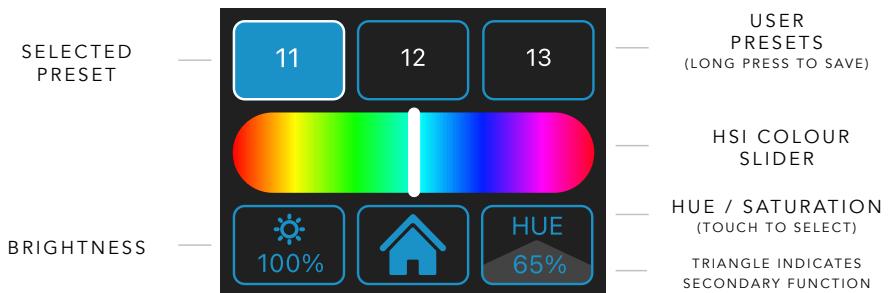 SELECTED
PRESET
11
12
13
USER
PRESETS
(LONG PRESS TO SAVE)
HSI COLOUR
SLIDER
BRIGHTNESS
100%
HUE
65%
HUE / SATURATION
(TOUCH TO SELECT)
TRIANGLE INDICATES
SECONDARY FUNCTION